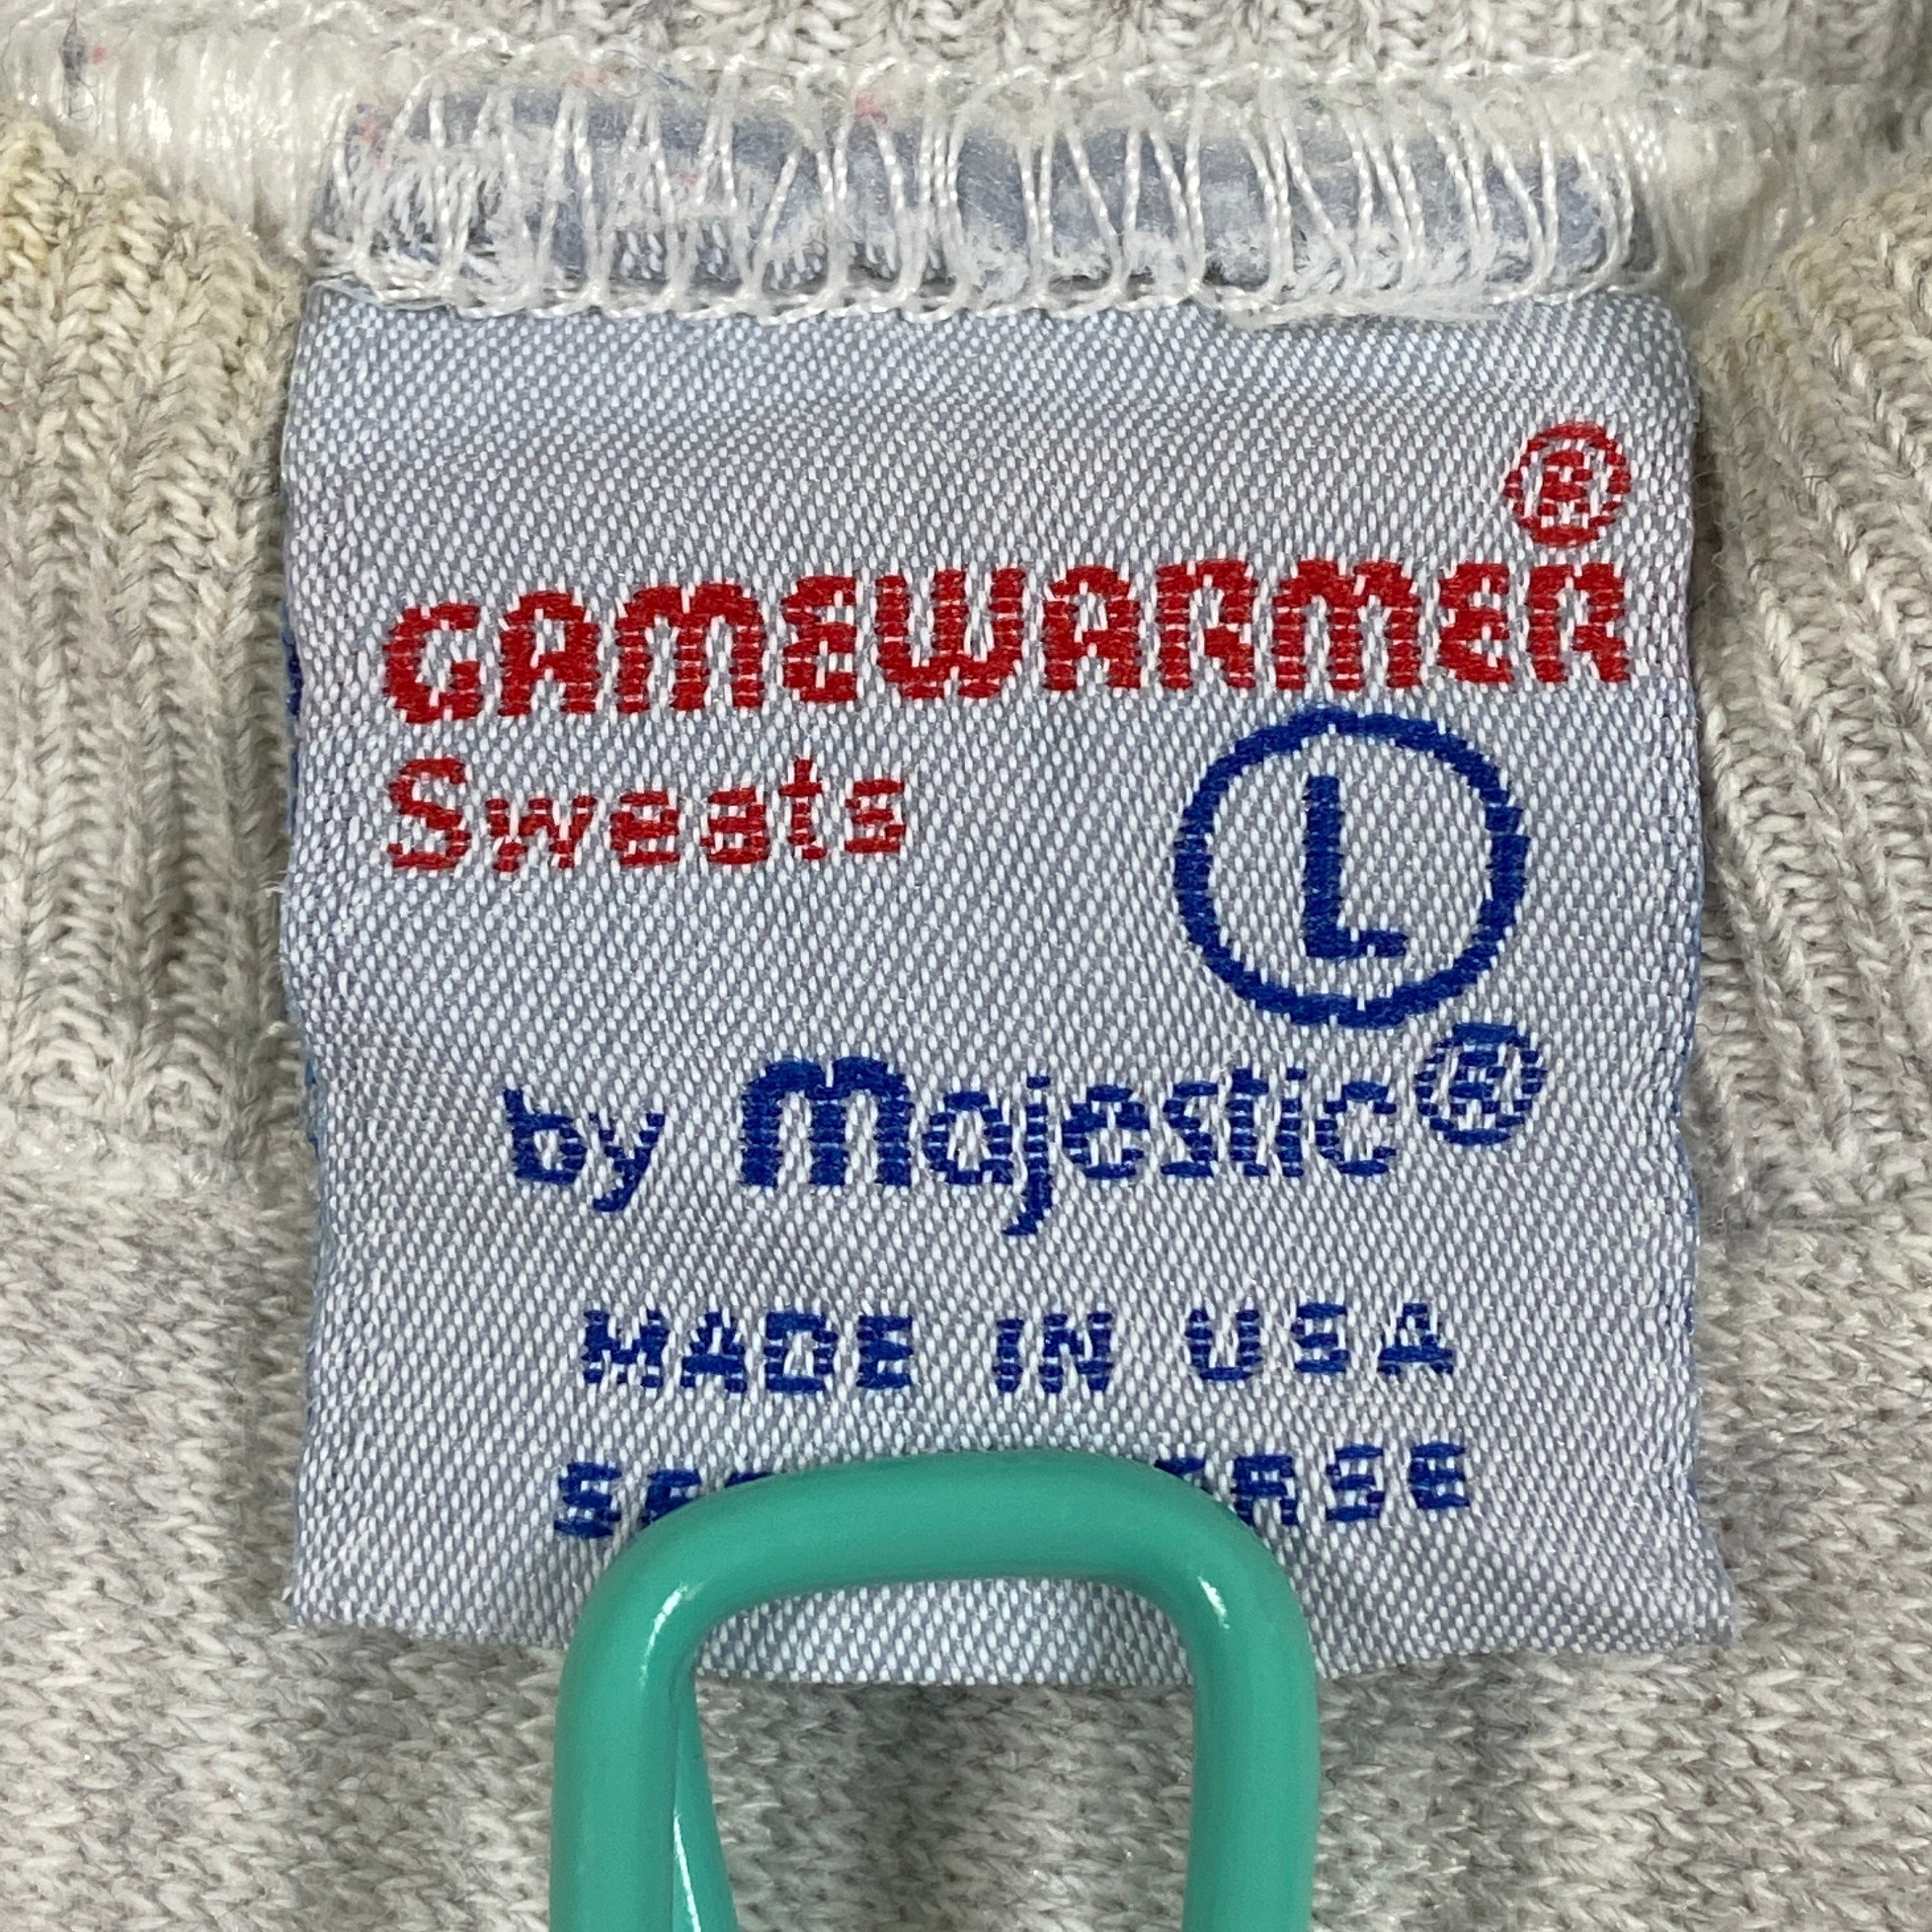 GAMEWARMER®
Sweats
L
by Majestic®
MADE IN USA